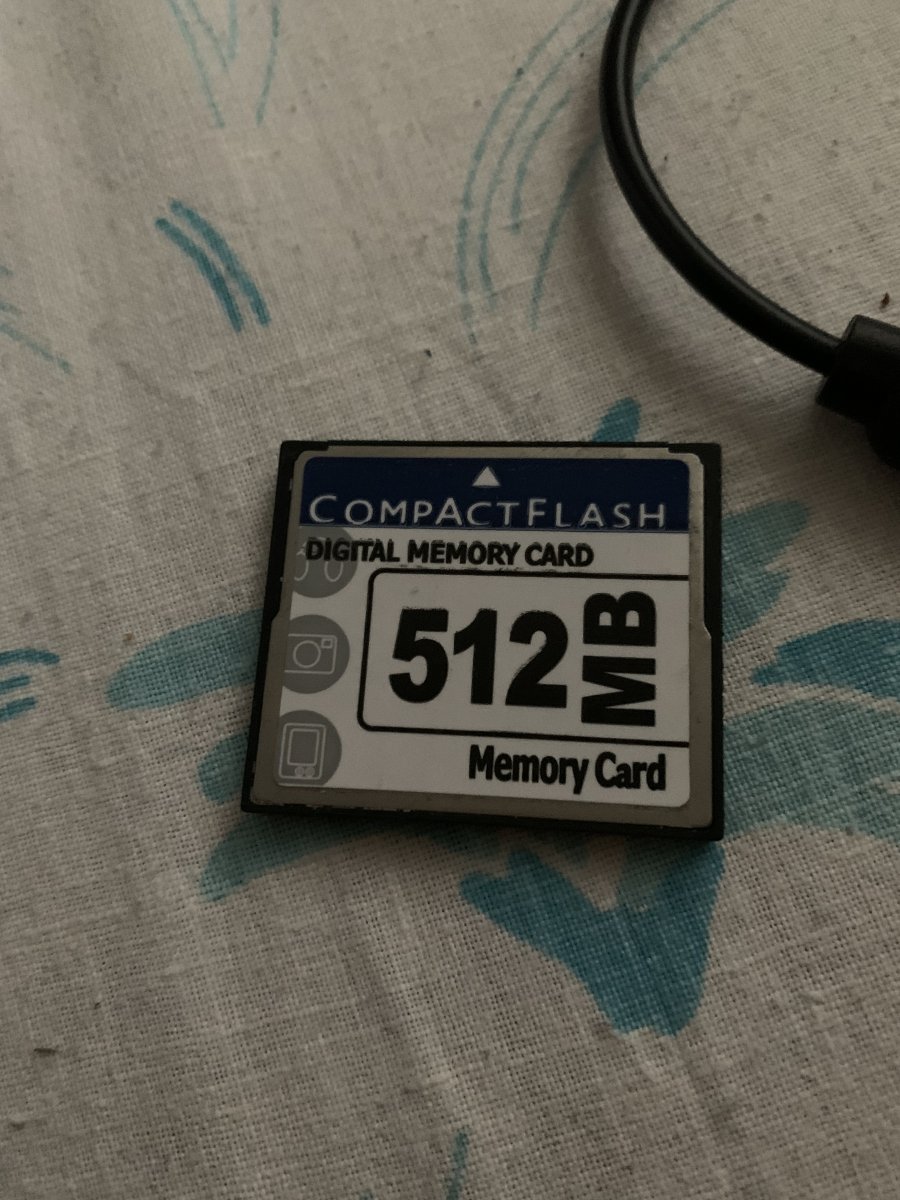 COMPACTFLASH
DIGITAL MEMORY CARD
512 MB
Memory Card